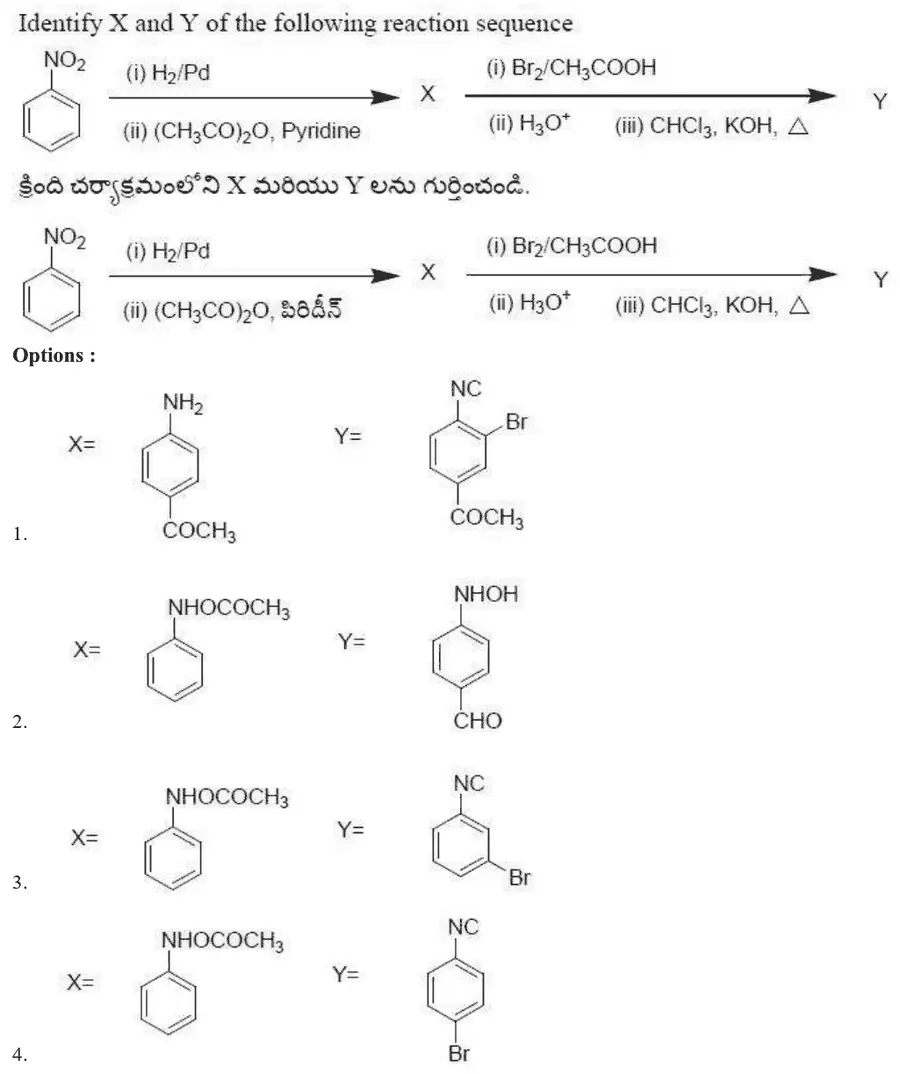 Identify X and Y of the following reaction sequence
NO₂
(i) H₂/Pd
(ii) (CH₃CO)₂O, Pyridine
X
(i) Br₂/CH₃COOH
(ii) H₃O⁺ (iii) CHCl₃, KOH, △
Y
క్రింది చర్యాక్రమంలోని X మరియు Y లను గుర్తించండి.
NO₂
(i) H₂/Pd
(ii) (CH₃CO)₂O, పిరిడీన్
X
(i) Br₂/CH₃COOH
(ii) H₃O⁺ (iii) CHCl₃, KOH, △
Y
Options :
1.
X=
NH₂
COCH₃
Y=
NC
Br
COCH₃
2.
X=
NHOCOCH₃
Y=
NHOH
CHO
3.
X=
NHOCOCH₃
Y=
NC
Br
4.
X=
NHOCOCH₃
Y=
NC
Br